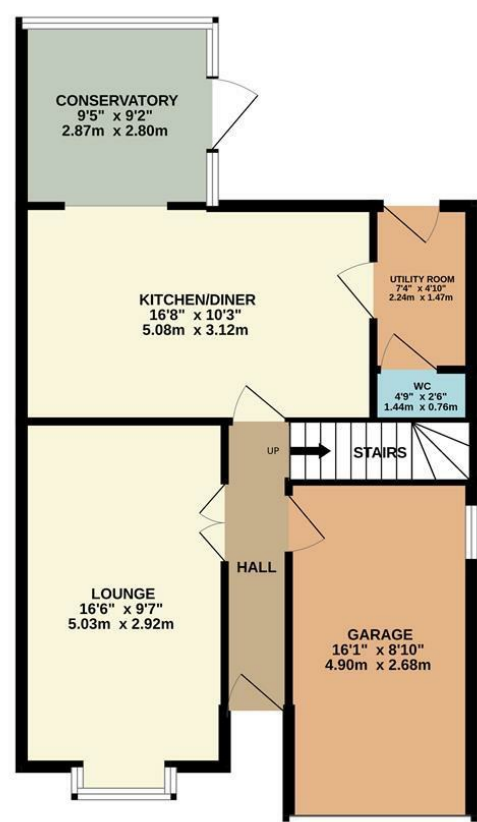 CONSERVATORY
9'5" x 9'2"
2.87m x 2.80m
KITCHEN/DINER
16'8" x 10'3"
5.08m x 3.12m
UTILITY ROOM
7'4" x 4'10"
2.24m x 1.47m
WC
4'9" x 2'6"
1.44m x 0.76m
UP
STAIRS
HALL
LOUNGE
16'6" x 9'7"
5.03m x 2.92m
GARAGE
16'1" x 8'10"
4.90m x 2.68m